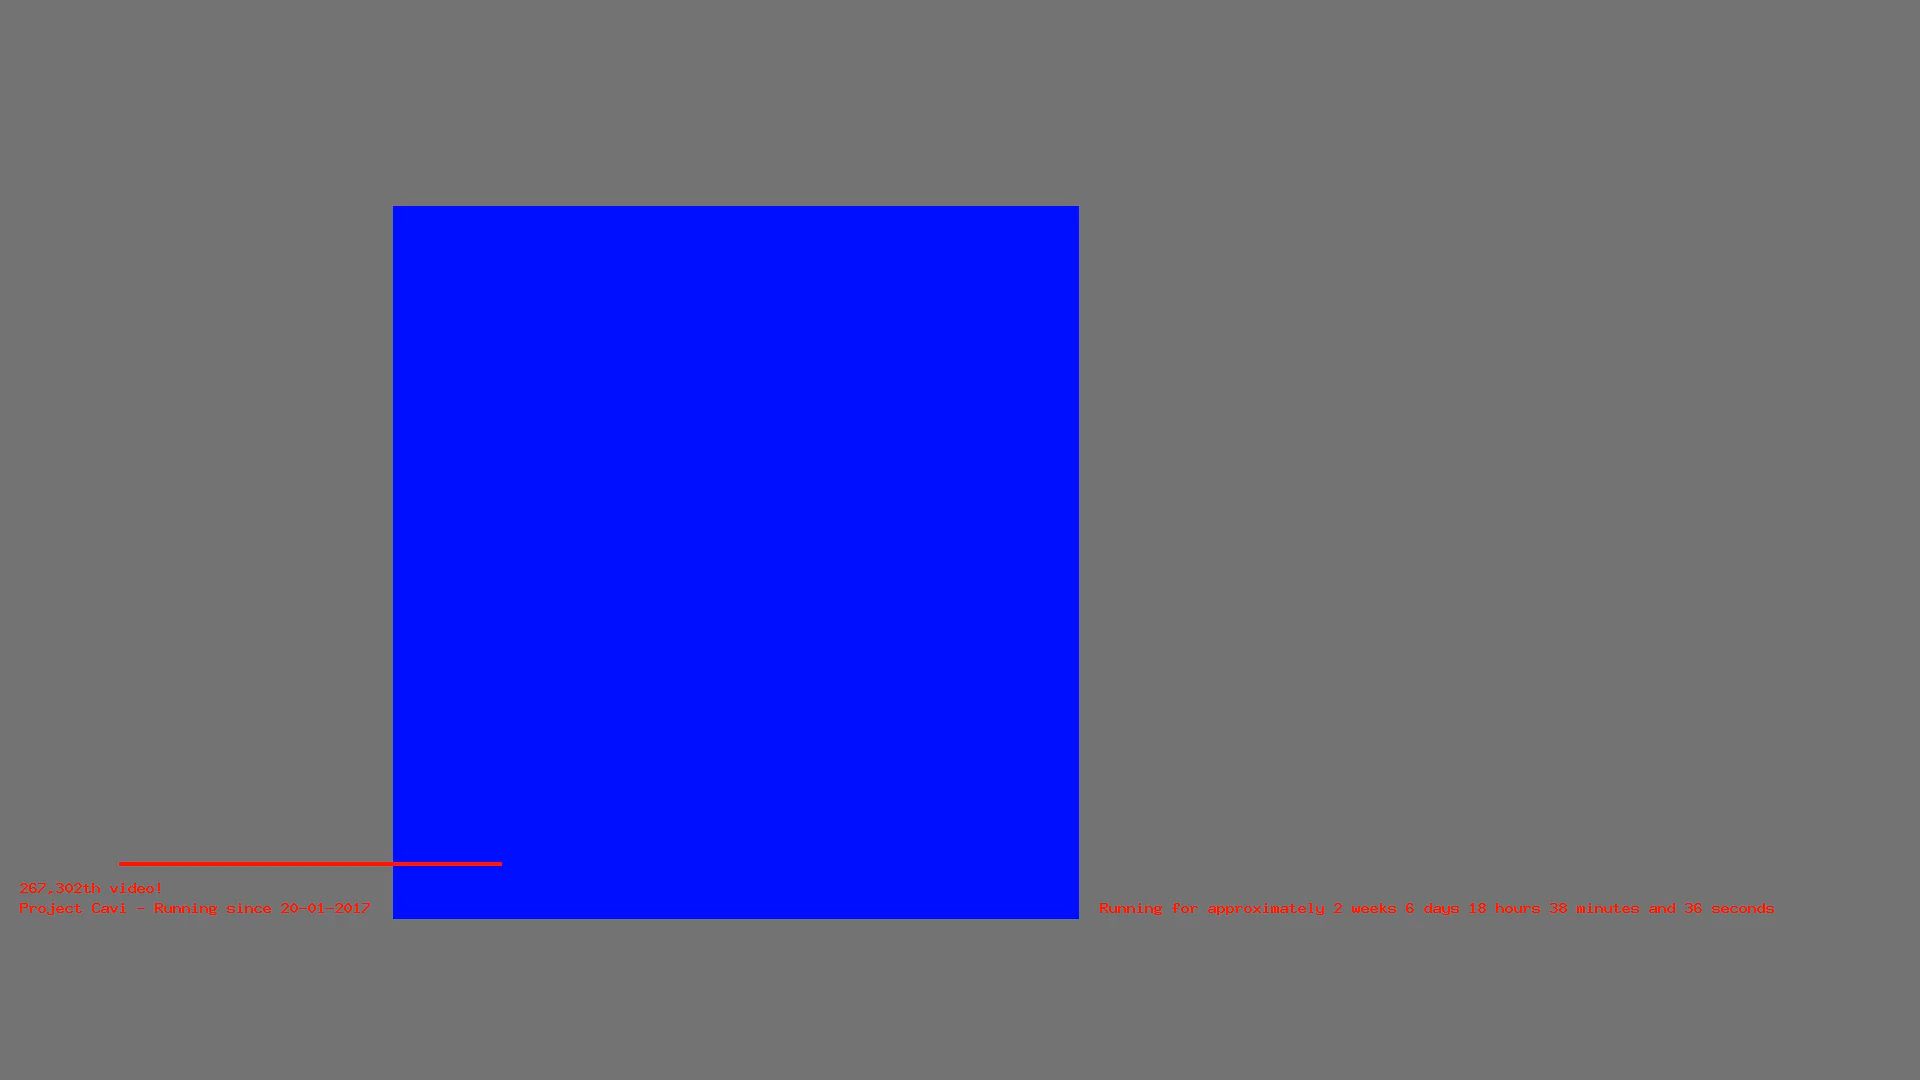 267,302th video!
Project Cavi - Running since 20-01-2017
Running for approximately 2 weeks 6 days 18 hours 38 minutes and 36 seconds